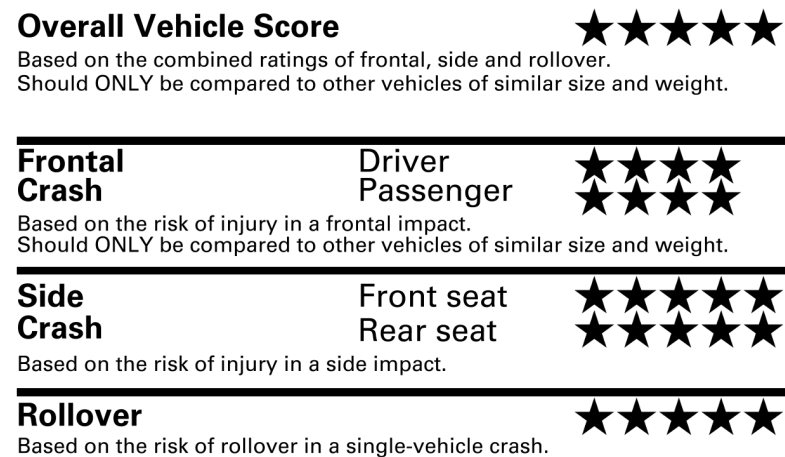 Overall Vehicle Score ★★★★★
Based on the combined ratings of frontal, side and rollover.
Should ONLY be compared to other vehicles of similar size and weight.
Frontal Driver ★★★★
Crash Passenger ★★★★
Based on the risk of injury in a frontal impact.
Should ONLY be compared to other vehicles of similar size and weight.
Side Front seat ★★★★★
Crash Rear seat ★★★★★
Based on the risk of injury in a side impact.
Rollover ★★★★★
Based on the risk of rollover in a single-vehicle crash.